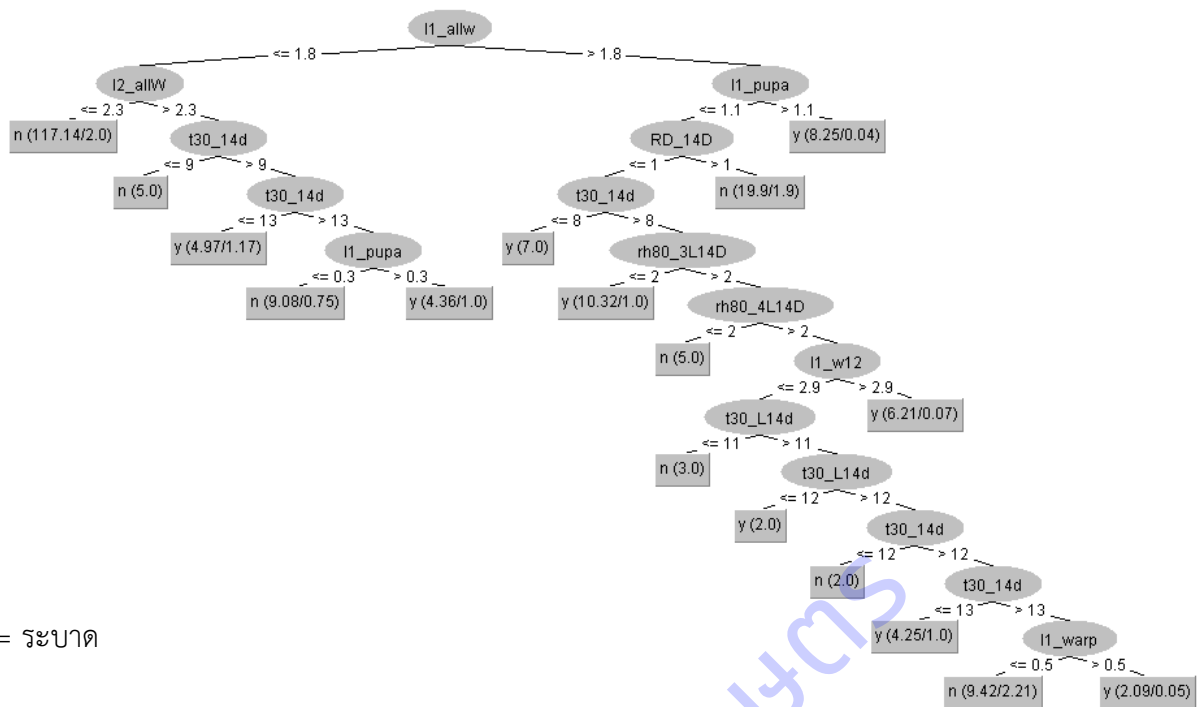 l1_allw
<= 1.8 > 1.8
l2_allW l1_pupa
<= 2.3 > 2.3 <= 1.1 > 1.1
n (117.14/2.0) t30_14d RD_14D y (8.25/0.04)
<= 9 > 9 <= 1 > 1
n (5.0) t30_14d t30_14d n (19.9/1.9)
<= 13 > 13 <= 8 > 8
y (4.97/1.17) l1_pupa y (7.0) rh80_3L14D
<= 0.3 > 0.3 <= 2 > 2
n (9.08/0.75) y (4.36/1.0) y (10.32/1.0) rh80_4L14D
<= 2 > 2
n (5.0) l1_w12
<= 2.9 > 2.9
t30_L14d y (6.21/0.07)
<= 11 > 11
n (3.0) t30_L14d
<= 12 > 12
y (2.0) t30_14d
<= 12 > 12
n (2.0) t30_14d
<= 13 > 13
= ระบาด y (4.25/1.0) l1_warp
<= 0.5 > 0.5
n (9.42/2.21) y (2.09/0.05)